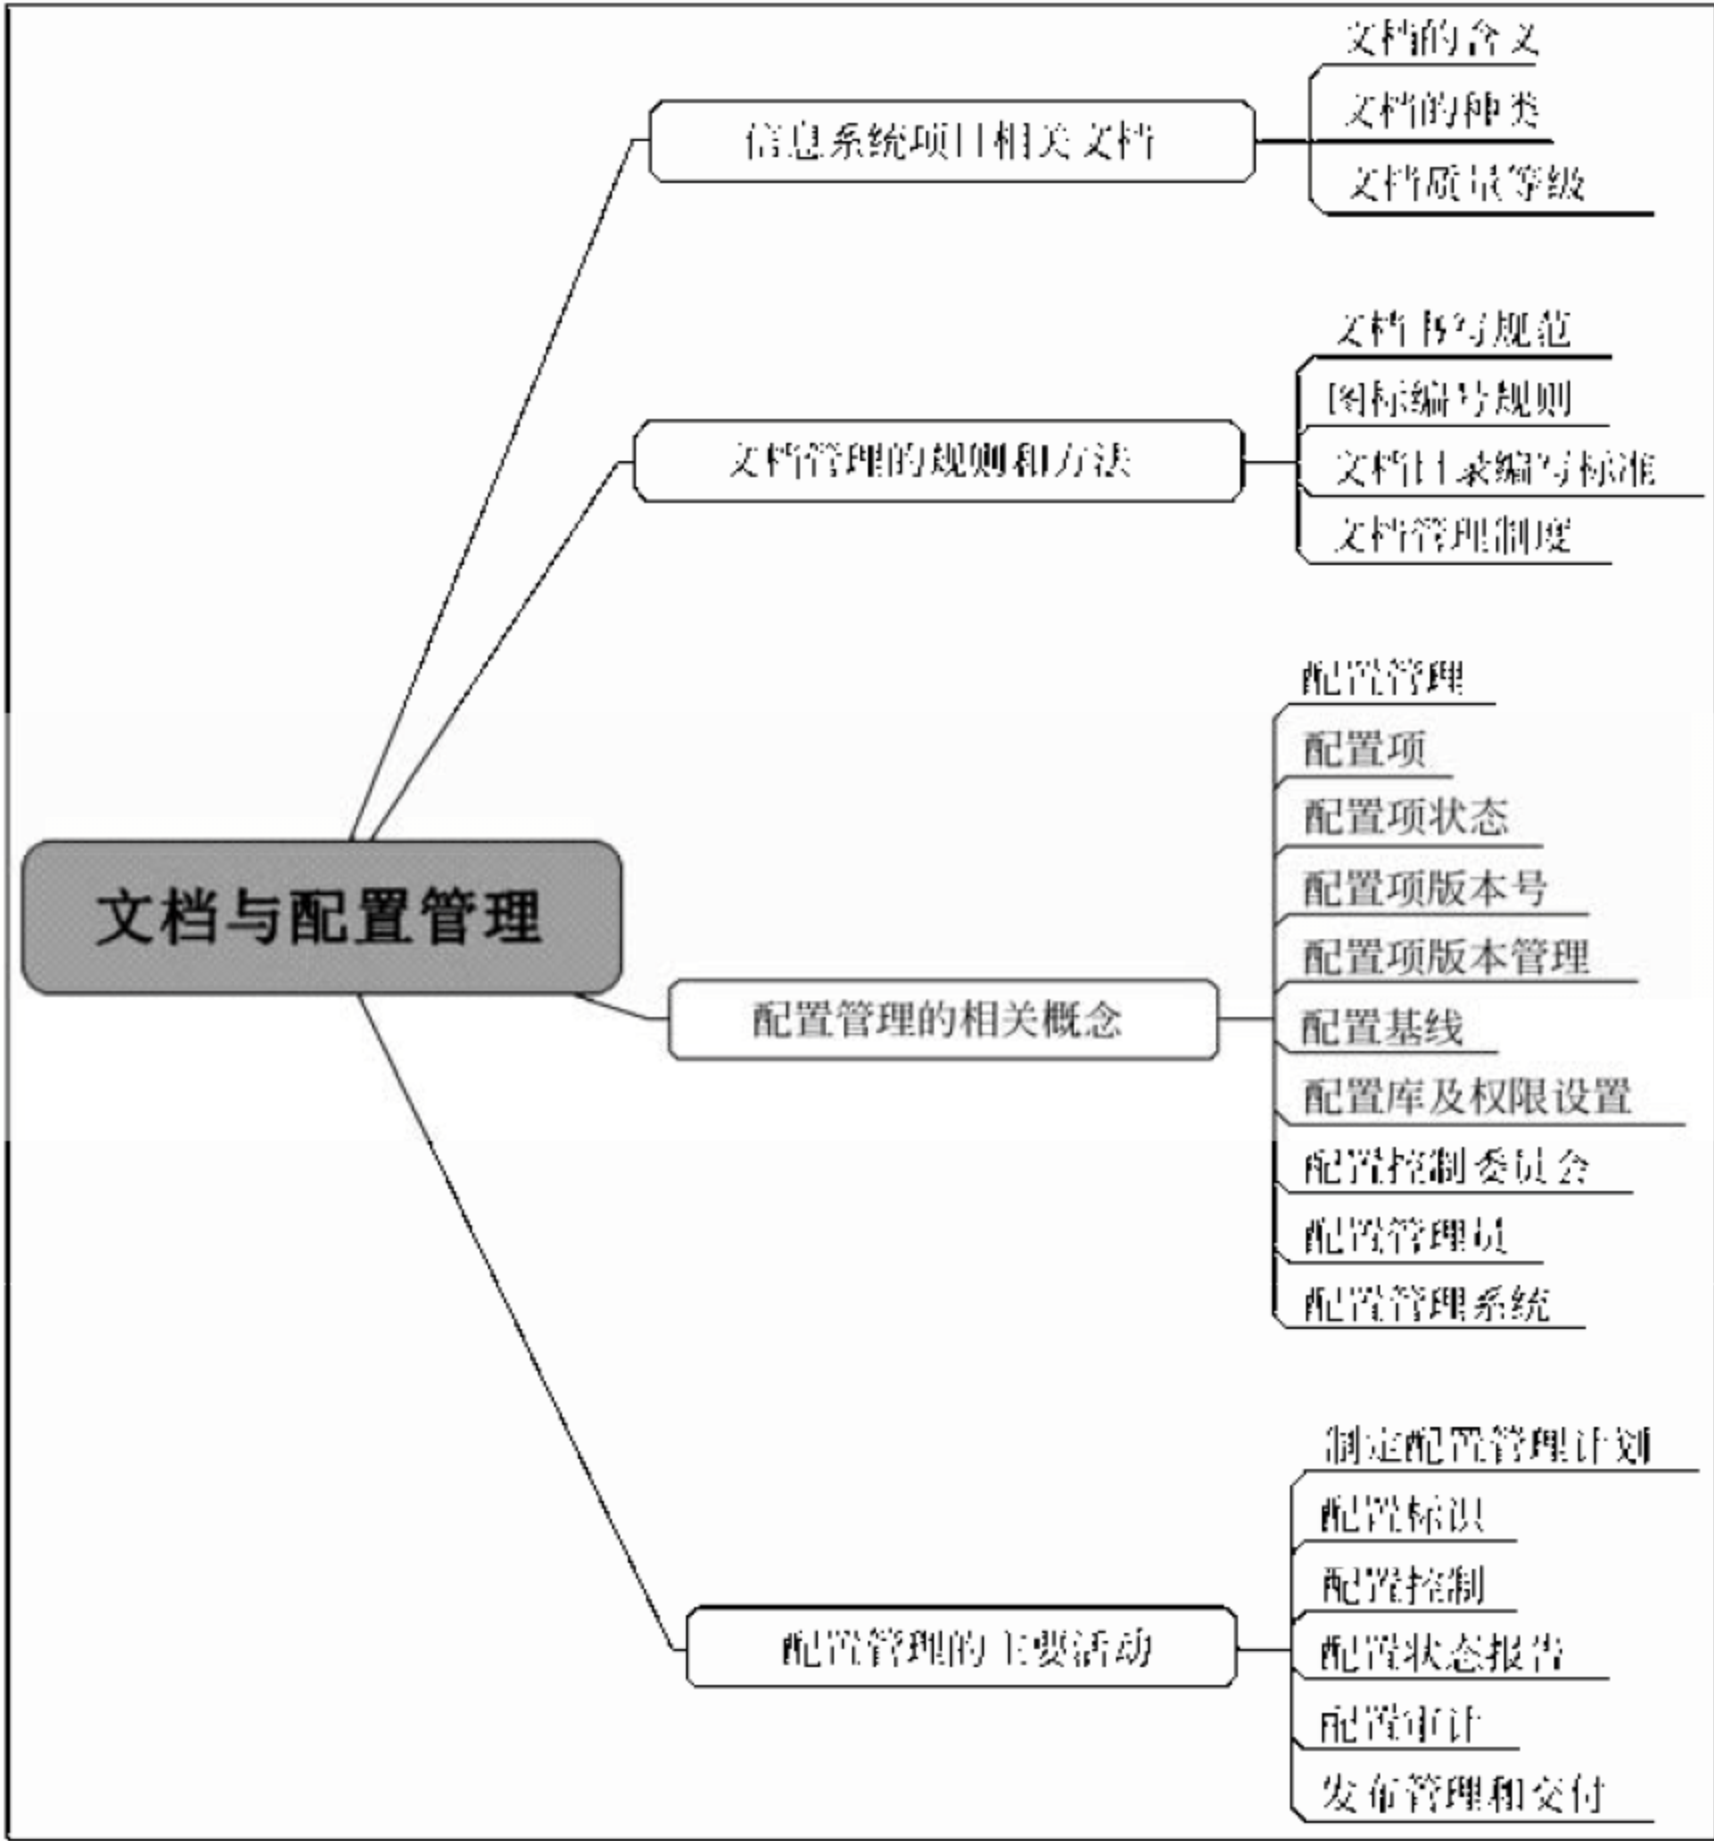 文档与配置管理
信息系统项目相关文档
文档的含义
文档的种类
文档质量等级
文档管理的规则和方法
文档书写规范
图标编号规则
文档目录编写标准
文档管理制度
配置管理的相关概念
配置管理
配置项
配置项状态
配置项版本号
配置项版本管理
配置基线
配置库及权限设置
配置控制委员会
配置管理员
配置管理系统
配置管理的主要活动
制定配置管理计划
配置标识
配置控制
配置状态报告
配置审计
发布管理和交付